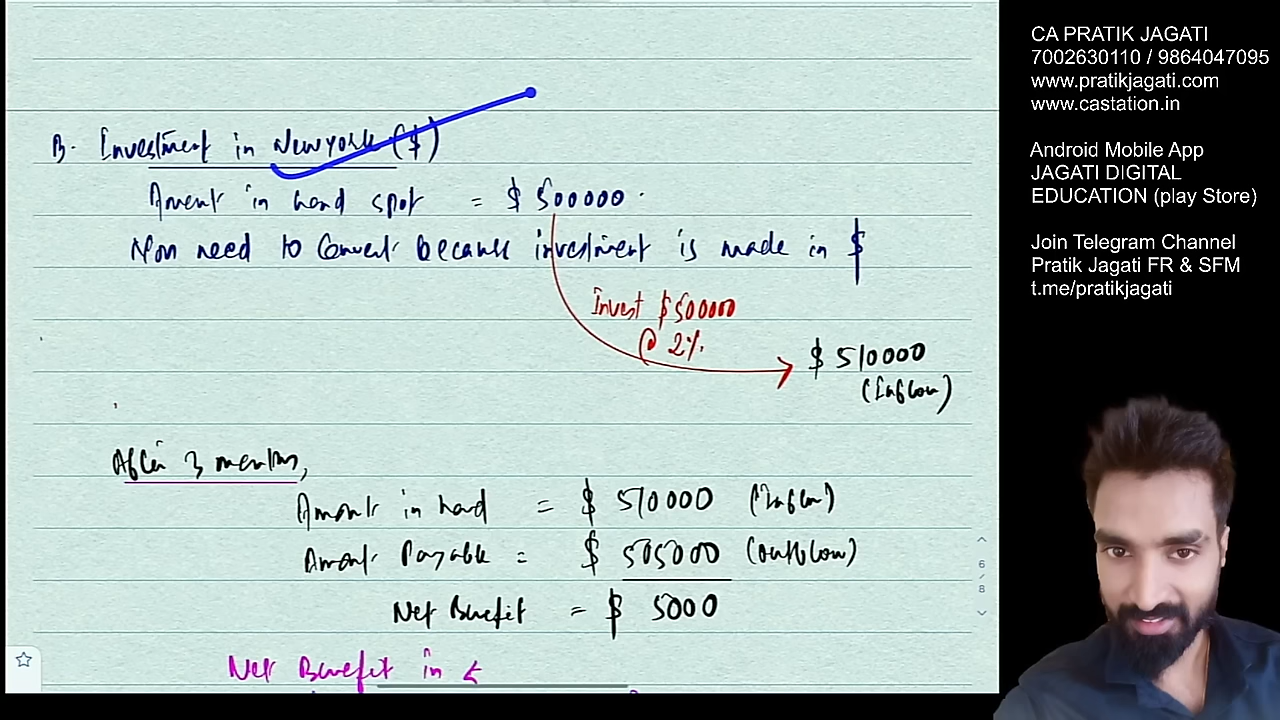 B. Investment in Newyork ($)
Amount in hand spot = $ 500000.
Non need to Convert because investment is made in $
Invest $500000
@ 2%.
$ 510000
(Inflow)
After 3 months,
Amount in hand = $ 510000 (Inflow)
Amount Payable = $ 505000 (outflow)
Net Benefit = $ 5000
Net Benefit in
6
/
8
CA PRATIK JAGATI
7002630110 / 9864047095
www.pratikjagati.com
www.castation.in
Android Mobile App
JAGATI DIGITAL
EDUCATION (play Store)
Join Telegram Channel
Pratik Jagati FR & SFM
t.me/pratikjagati